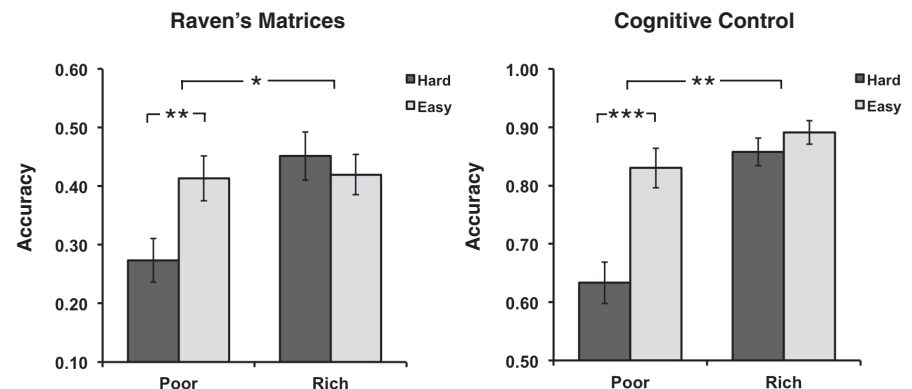 Raven's Matrices
Accuracy
0.60
0.50
0.40
0.30
0.20
0.10
*
**
Hard
Easy
Poor
Rich
Cognitive Control
Accuracy
1.00
0.90
0.80
0.70
0.60
0.50
**
***
Hard
Easy
Poor
Rich